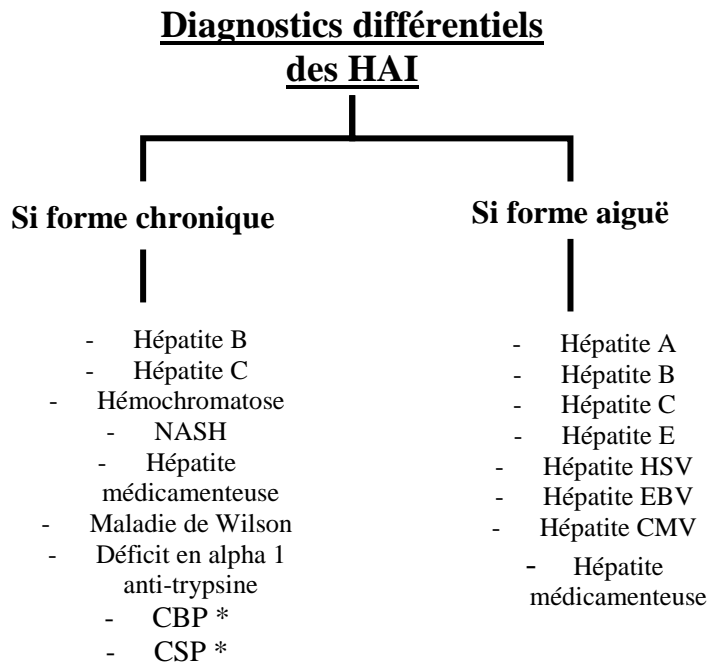 Diagnostics différentiels
des HAI
Si forme chronique
- Hépatite B
- Hépatite C
- Hémochromatose
- NASH
- Hépatite
médicamenteuse
- Maladie de Wilson
- Déficit en alpha 1
anti-trypsine
- CBP *
- CSP *
Si forme aiguë
- Hépatite A
- Hépatite B
- Hépatite C
- Hépatite E
- Hépatite HSV
- Hépatite EBV
- Hépatite CMV
- Hépatite
médicamenteuse